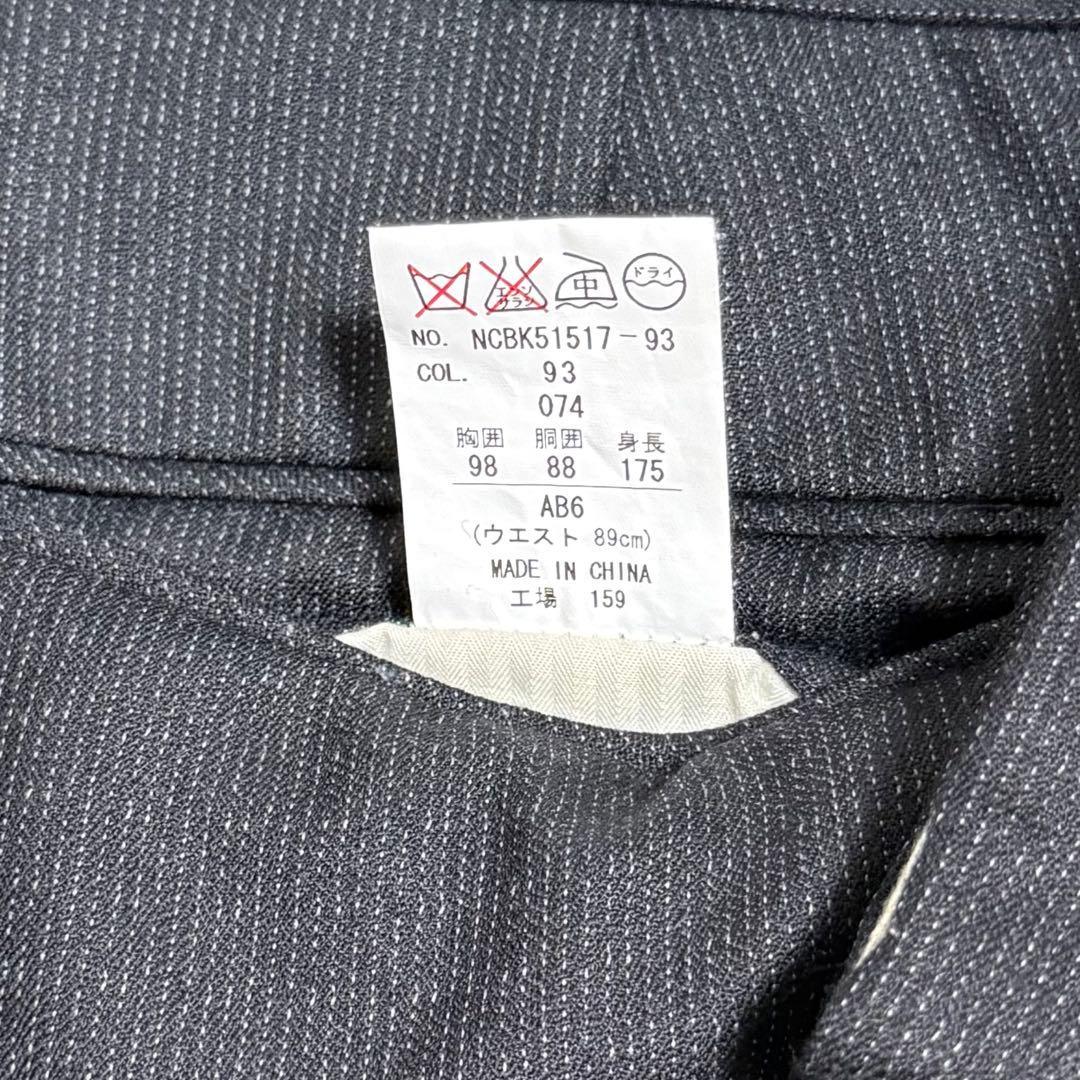 エンソ
サラシ
中
ドライ
NO. NCBK51517-93
COL. 93
074
胸囲 胴囲 身長
98 88 175
AB6
(ウエスト 89cm)
MADE IN CHINA
工場 159